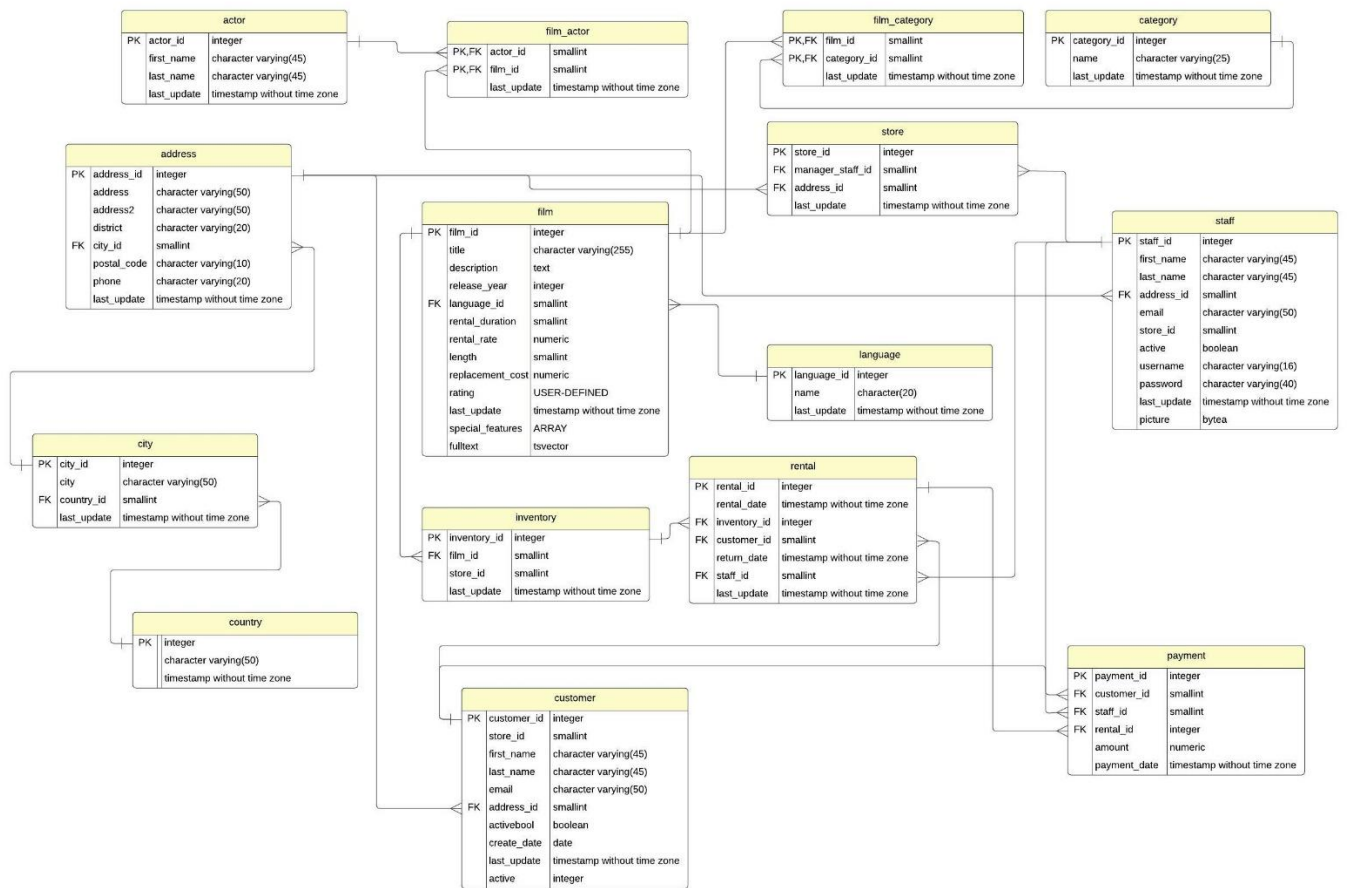 actor
PK actor_id integer
first_name character varying(45)
last_name character varying(45)
last_update timestamp without time zone
film_actor
PK,FK actor_id smallint
PK,FK film_id smallint
last_update timestamp without time zone
film_category
PK,FK film_id smallint
PK,FK category_id smallint
last_update timestamp without time zone
category
PK category_id integer
name character varying(25)
last_update timestamp without time zone
address
PK address_id integer
address character varying(50)
address2 character varying(50)
district character varying(20)
FK city_id smallint
postal_code character varying(10)
phone character varying(20)
last_update timestamp without time zone
store
PK store_id integer
FK manager_staff_id smallint
FK address_id smallint
last_update timestamp without time zone
film
PK film_id integer
title character varying(255)
description text
release_year integer
FK language_id smallint
rental_duration smallint
rental_rate numeric
length smallint
replacement_cost numeric
rating USER-DEFINED
last_update timestamp without time zone
special_features ARRAY
fulltext tsvector
staff
PK staff_id integer
first_name character varying(45)
last_name character varying(45)
FK address_id smallint
email character varying(50)
store_id smallint
active boolean
username character varying(16)
password character varying(40)
last_update timestamp without time zone
picture bytea
language
PK language_id integer
name character(20)
last_update timestamp without time zone
city
PK city_id integer
city character varying(50)
FK country_id smallint
last_update timestamp without time zone
inventory
PK inventory_id integer
FK film_id smallint
store_id smallint
last_update timestamp without time zone
rental
PK rental_id integer
rental_date timestamp without time zone
FK inventory_id integer
FK customer_id smallint
return_date timestamp without time zone
FK staff_id smallint
last_update timestamp without time zone
country
PK integer
character varying(50)
timestamp without time zone
customer
PK customer_id integer
store_id smallint
first_name character varying(45)
last_name character varying(45)
email character varying(50)
FK address_id smallint
activebool boolean
create_date date
last_update timestamp without time zone
active integer
payment
PK payment_id integer
FK customer_id smallint
FK staff_id smallint
FK rental_id integer
amount numeric
payment_date timestamp without time zone